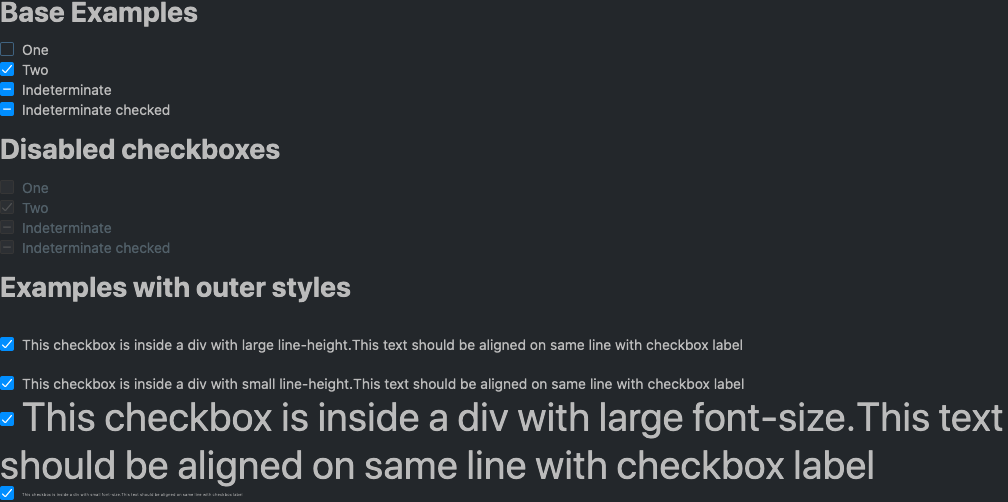 Base Examples
One
Two
Indeterminate
Indeterminate checked
Disabled checkboxes
One
Two
Indeterminate
Indeterminate checked
Examples with outer styles
This checkbox is inside a div with large line-height.This text should be aligned on same line with checkbox label
This checkbox is inside a div with small line-height.This text should be aligned on same line with checkbox label
This checkbox is inside a div with large font-size.This text
should be aligned on same line with checkbox label
This checkbox is inside a div with small font-size.This text should be aligned on same line with checkbox label